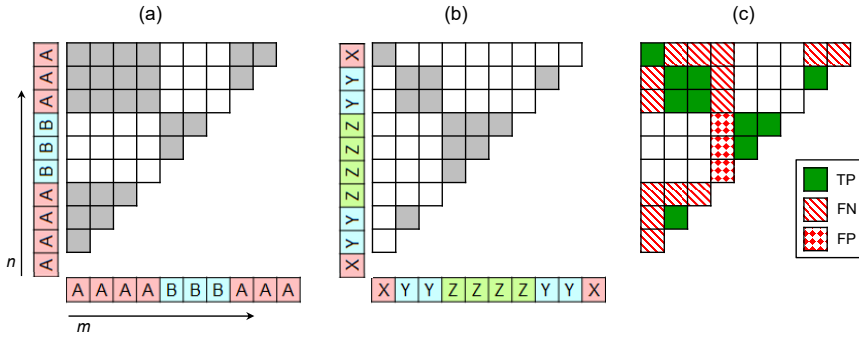 (a)
(b)
(c)
A A A A B B B A A A
n
A A A A B B B A A A
m
X Y Y Z Z Z Z Y Y X
X Y Y Z Z Z Z Y Y X
TP
FN
FP